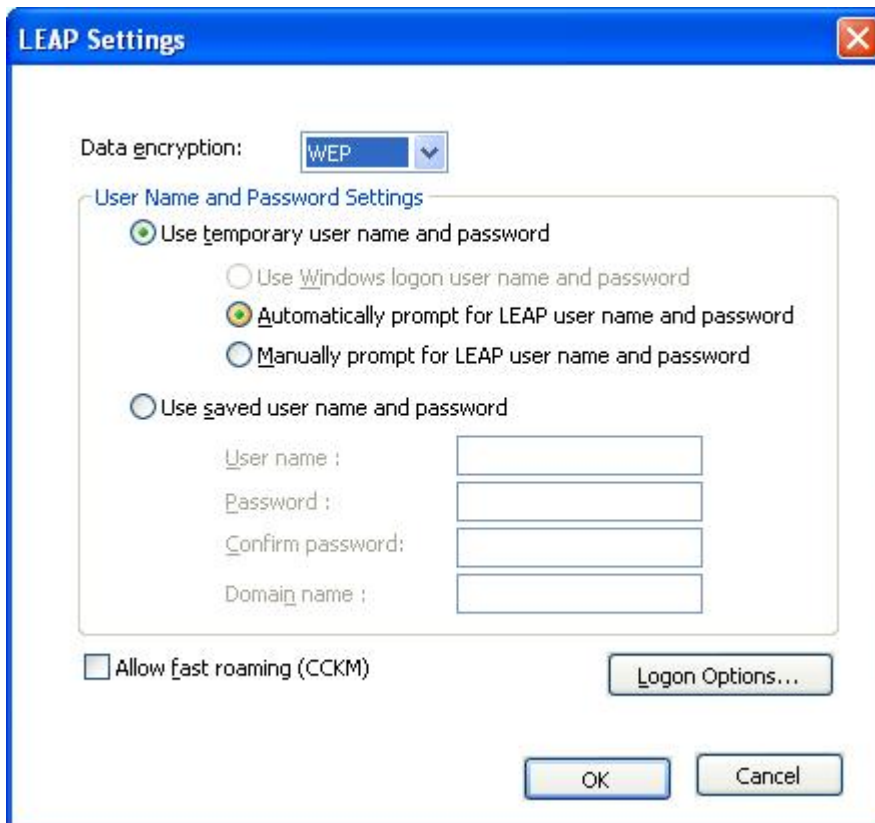 LEAP Settings
Data encryption: WEP
User Name and Password Settings
Use temporary user name and password
Use Windows logon user name and password
Automatically prompt for LEAP user name and password
Manually prompt for LEAP user name and password
Use saved user name and password
User name :
Password :
Confirm password:
Domain name :
Allow fast roaming (CCKM)
Logon Options...
OK Cancel